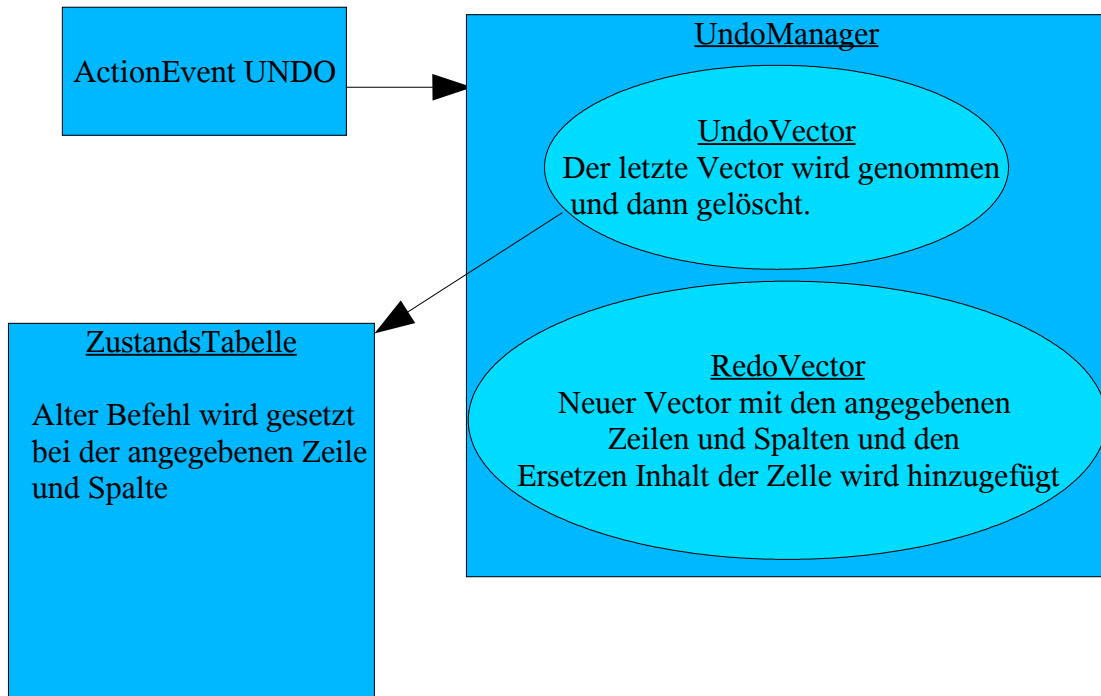 ActionEvent UNDO
UndoManager
UndoVector
Der letzte Vector wird genommen
und dann gelöscht.
ZustandsTabelle
Alter Befehl wird gesetzt
bei der angegebenen Zeile
und Spalte
RedoVector
Neuer Vector mit den angegebenen
Zeilen und Spalten und den
Ersetzen Inhalt der Zelle wird hinzugefügt